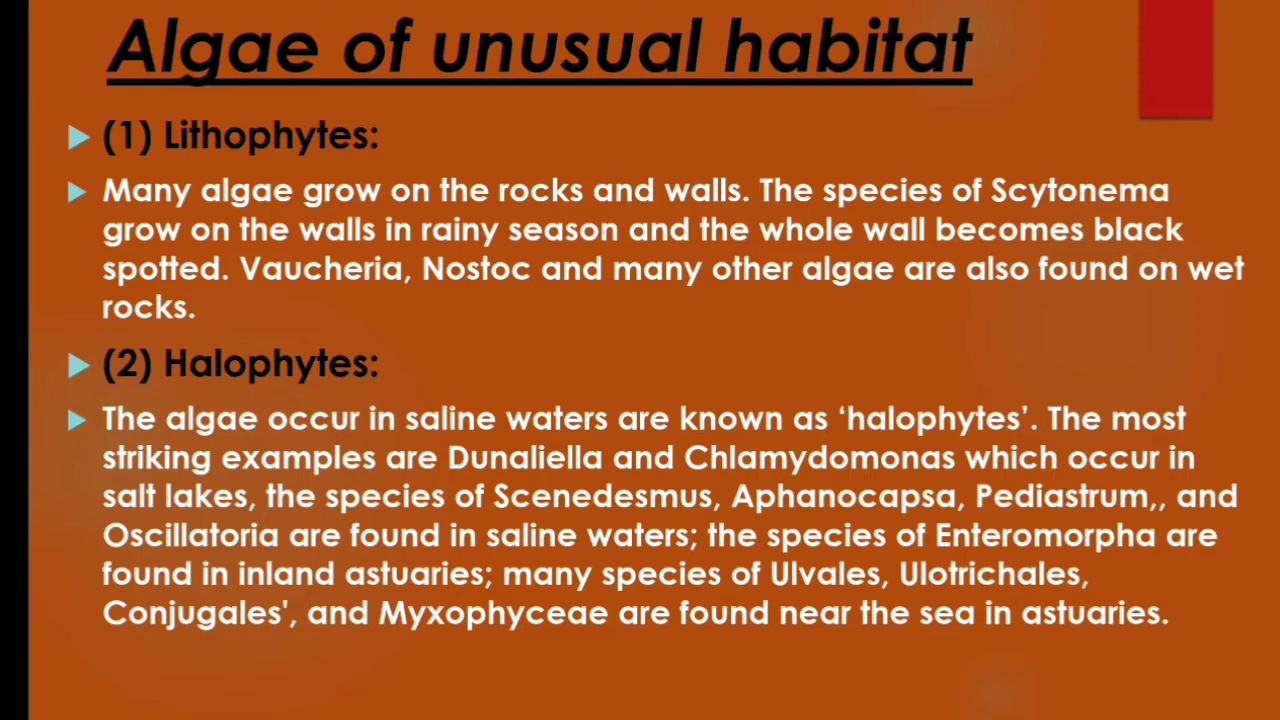 Algae of unusual habitat
(1) Lithophytes:
Many algae grow on the rocks and walls. The species of Scytonema
grow on the walls in rainy season and the whole wall becomes black
spotted. Vaucheria, Nostoc and many other algae are also found on wet
rocks.
(2) Halophytes:
The algae occur in saline waters are known as ‘halophytes’. The most
striking examples are Dunaliella and Chlamydomonas which occur in
salt lakes, the species of Scenedesmus, Aphanocapsa, Pediastrum,, and
Oscillatoria are found in saline waters; the species of Enteromorpha are
found in inland astuaries; many species of Ulvales, Ulotrichales,
Conjugales', and Myxophyceae are found near the sea in astuaries.